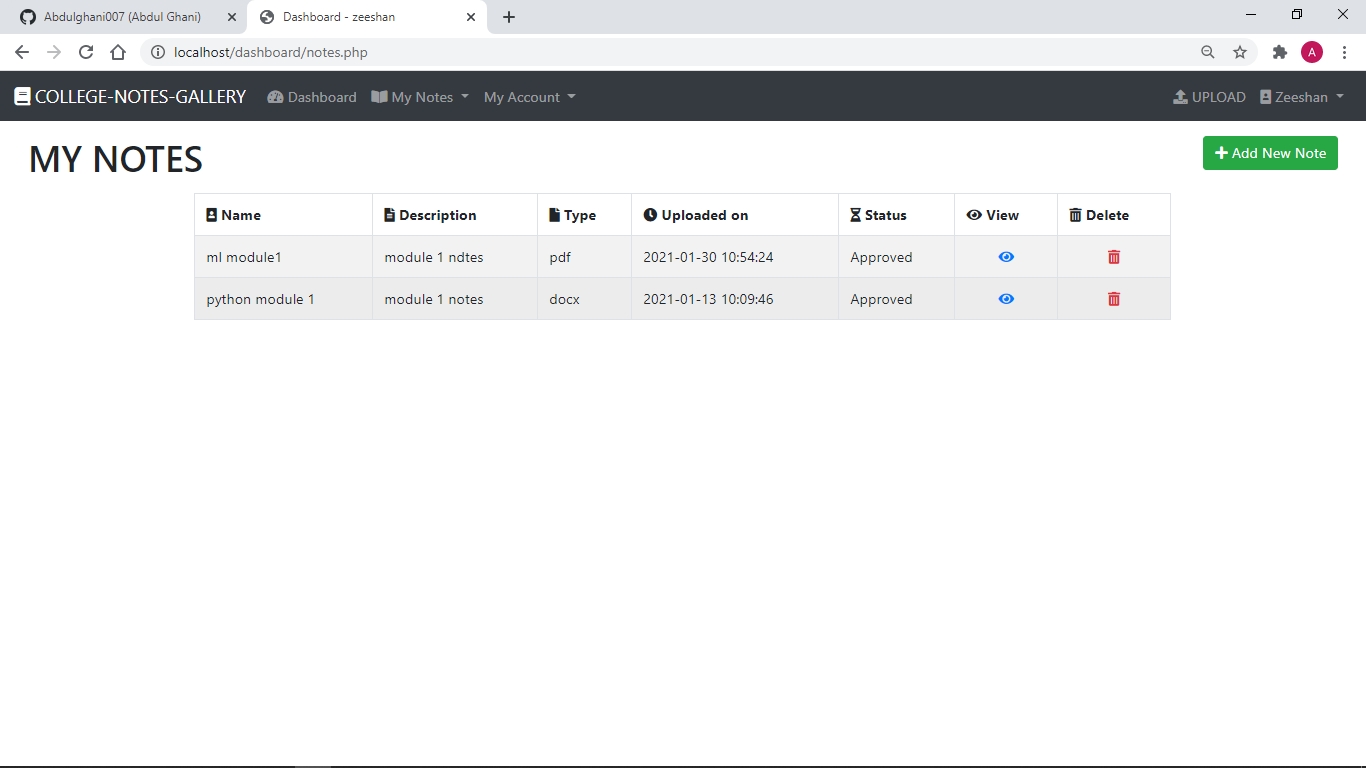 Abdulghani007 (Abdul Ghani) Dashboard - zeeshan
localhost/dashboard/notes.php A
COLLEGE-NOTES-GALLERY Dashboard My Notes My Account UPLOAD Zeeshan
MY NOTES Add New Note
Name Description Type Uploaded on Status View Delete
ml module1 module 1 ndtes pdf 2021-01-30 10:54:24 Approved
python module 1 module 1 notes docx 2021-01-13 10:09:46 Approved